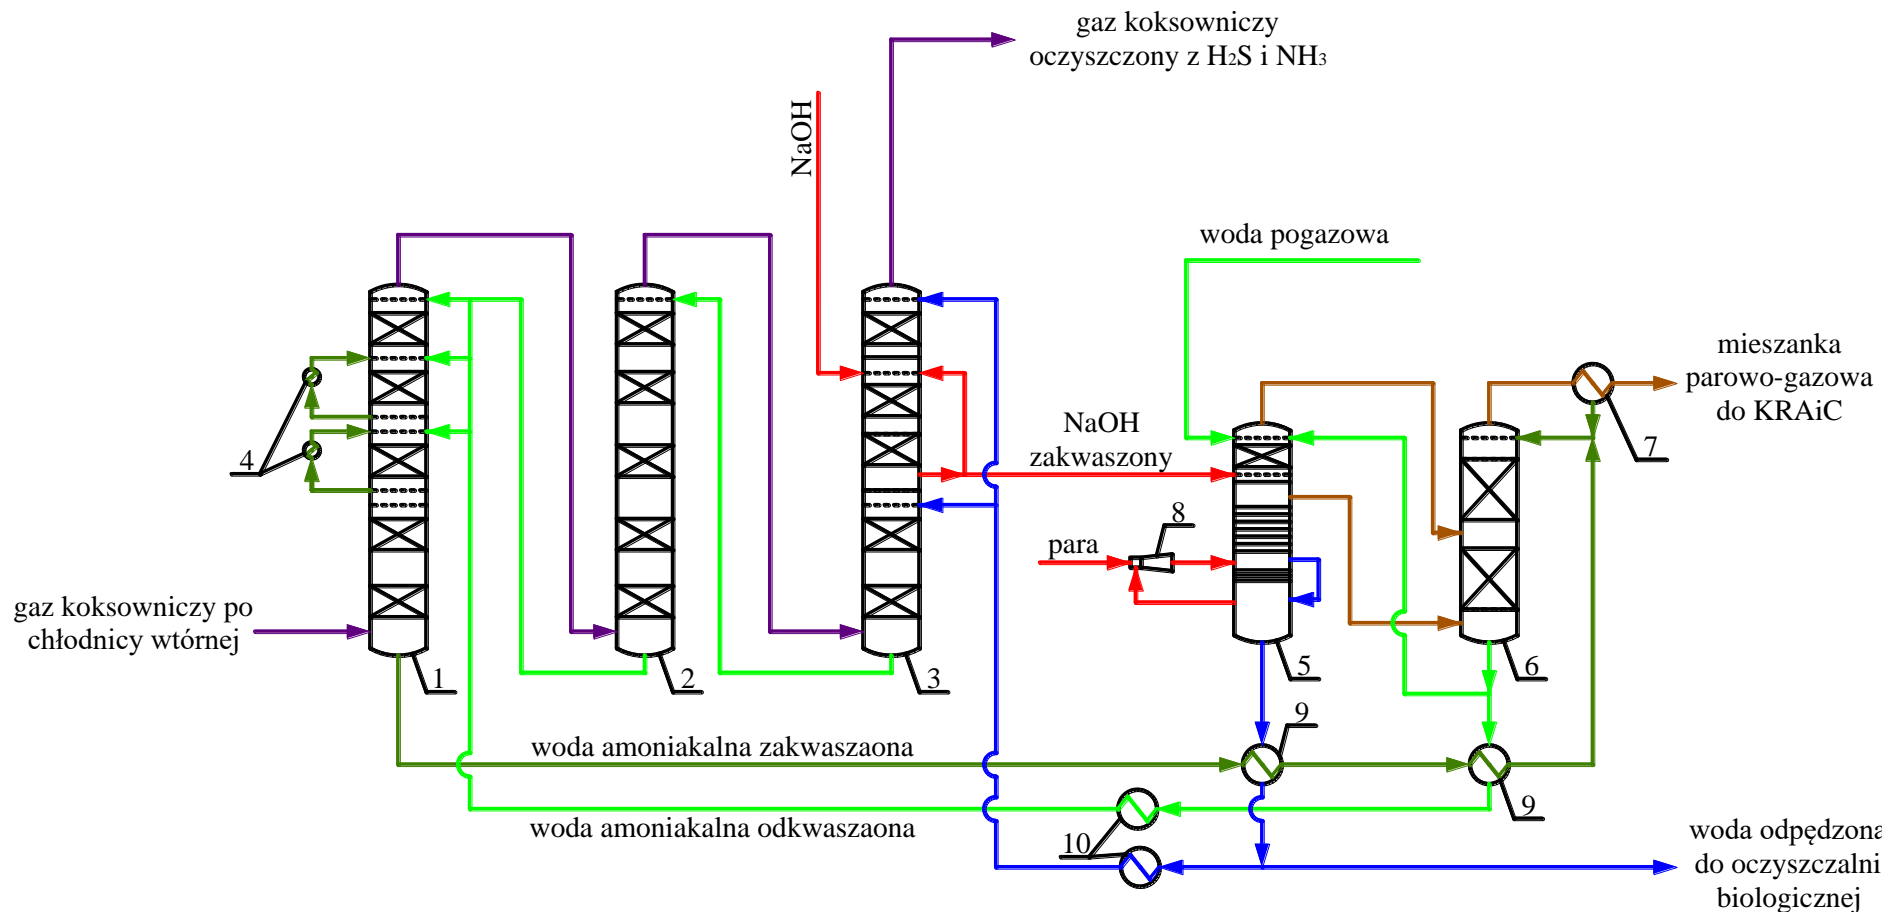 gaz koksowniczy
oczyszczony z H₂S i NH₃
NaOH
woda pogazowa
mieszanka
parowo-gazowa
do KRAiC
NaOH
zakwaszony
4
7
8
para
gaz koksowniczy po
chłodnicy wtórnej
1
2
3
5
6
9
woda amoniakalna zakwaszaona
9
woda amoniakalna odkwaszaona
10
woda odpędzona
do oczyszczalni
biologicznej